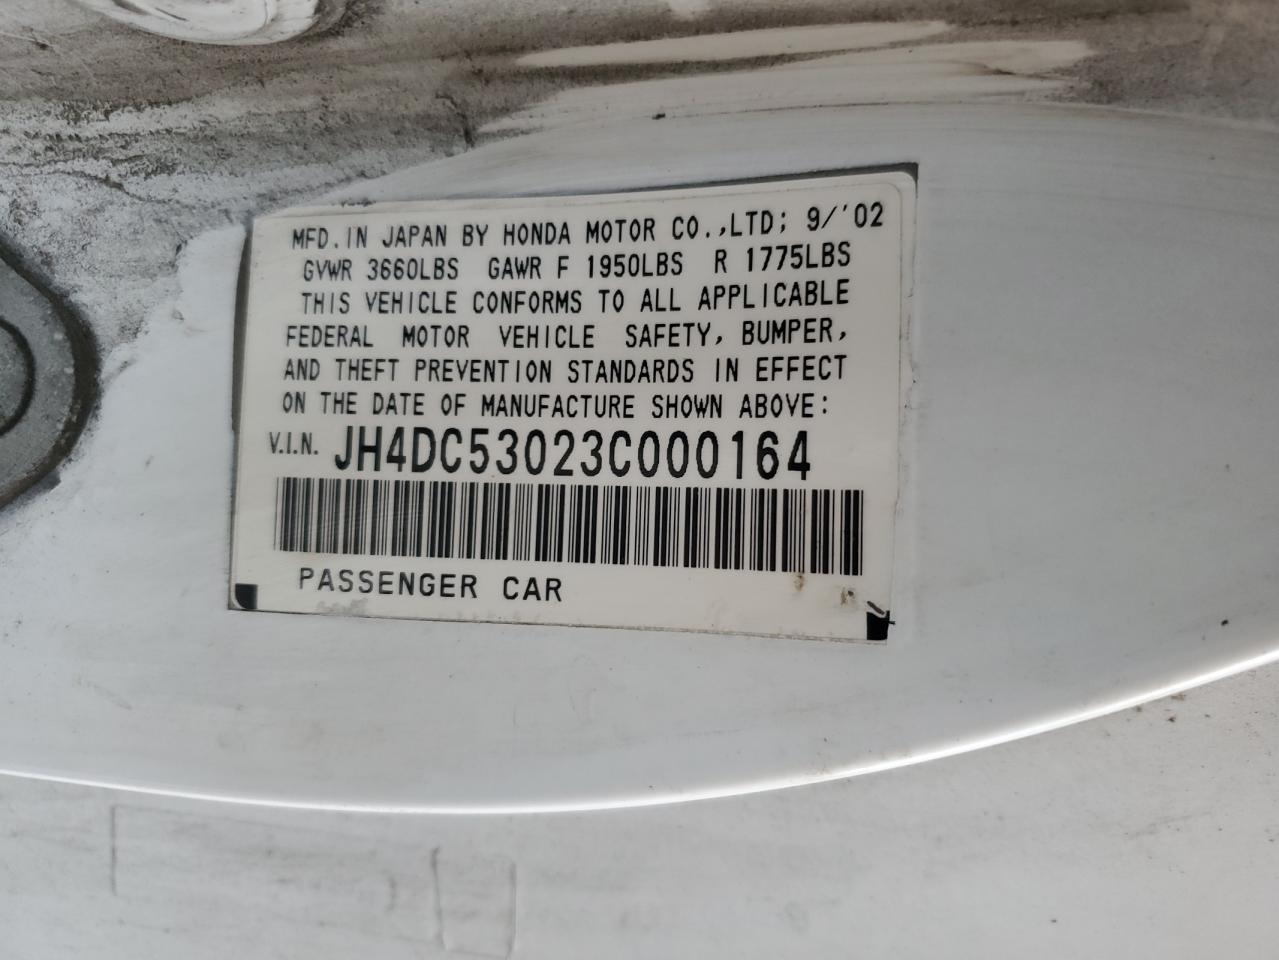 MFD. IN JAPAN BY HONDA MOTOR CO.,LTD; 9/'02
GVWR 3660LBS GAWR F 1950LBS R 1775LBS
THIS VEHICLE CONFORMS TO ALL APPLICABLE
FEDERAL MOTOR VEHICLE SAFETY, BUMPER,
AND THEFT PREVENTION STANDARDS IN EFFECT
ON THE DATE OF MANUFACTURE SHOWN ABOVE:
V.I.N. JH4DC53023C000164
PASSENGER CAR